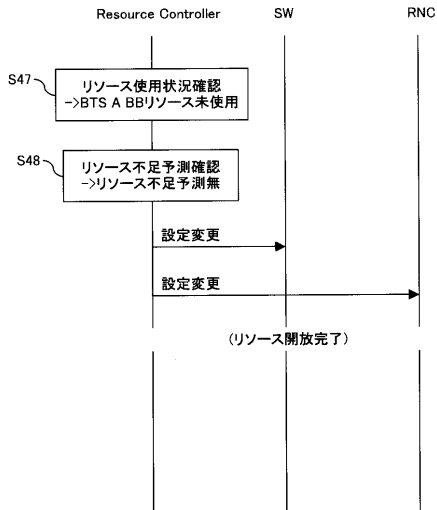 Resource Controller SW RNC
S47
リソース使用状況確認
->BTS A BBリソース未使用
S48
リソース不足予測確認
->リソース不足予測無
設定変更
設定変更
(リソース開放完了)